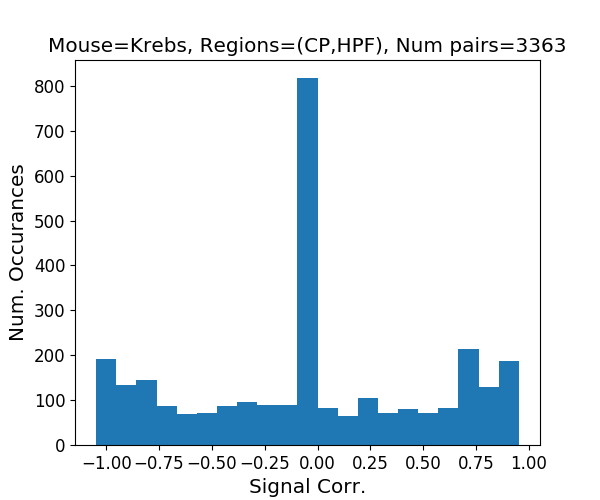 Mouse=Krebs, Regions=(CP,HPF), Num pairs=3363
800
700
600
500
400
300
200
100
0
Num. Occurances
−1.00 −0.75 −0.50 −0.25 0.00 0.25 0.50 0.75 1.00
Signal Corr.